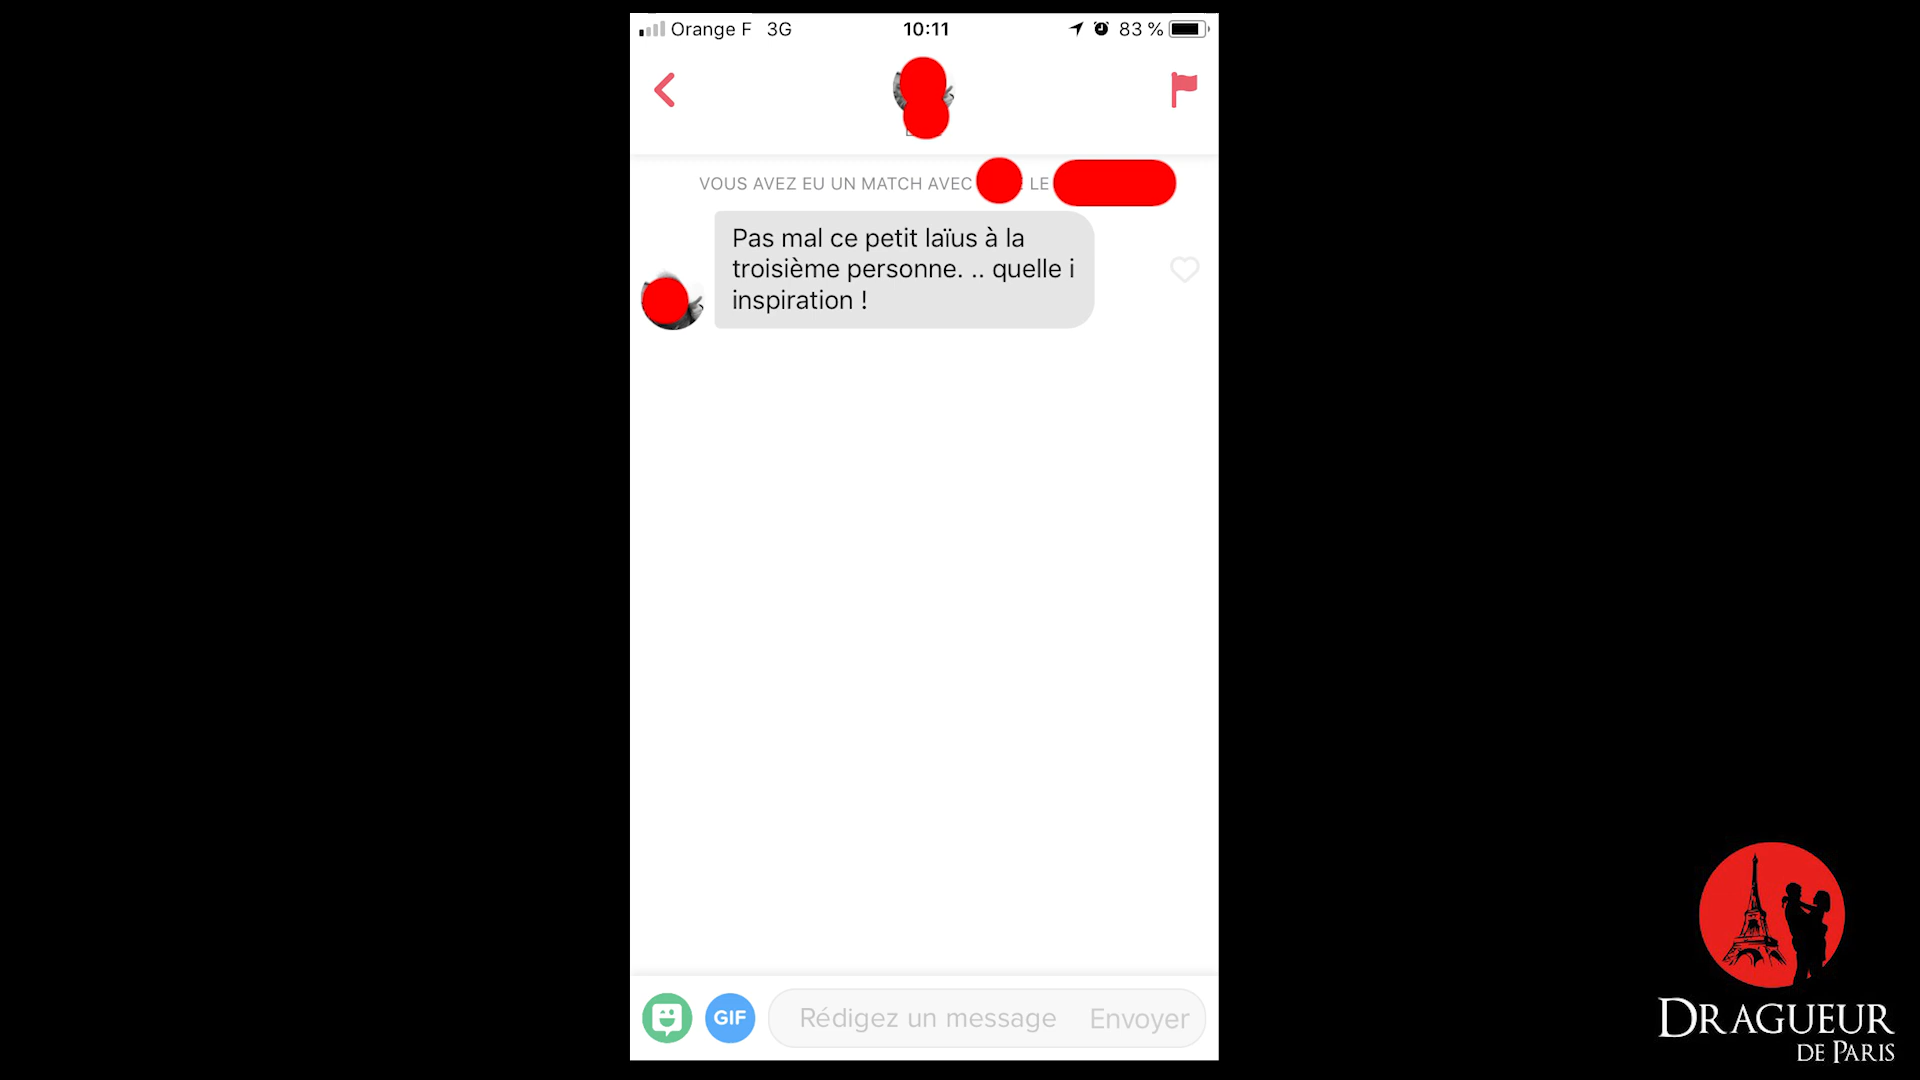 Orange F 3G 10:11 83 %
VOUS AVEZ EU UN MATCH AVEC LE
Pas mal ce petit laïus à la
troisième personne. .. quelle i
inspiration !
GIF Rédigez un message Envoyer
DRAGUEUR
DE PARIS